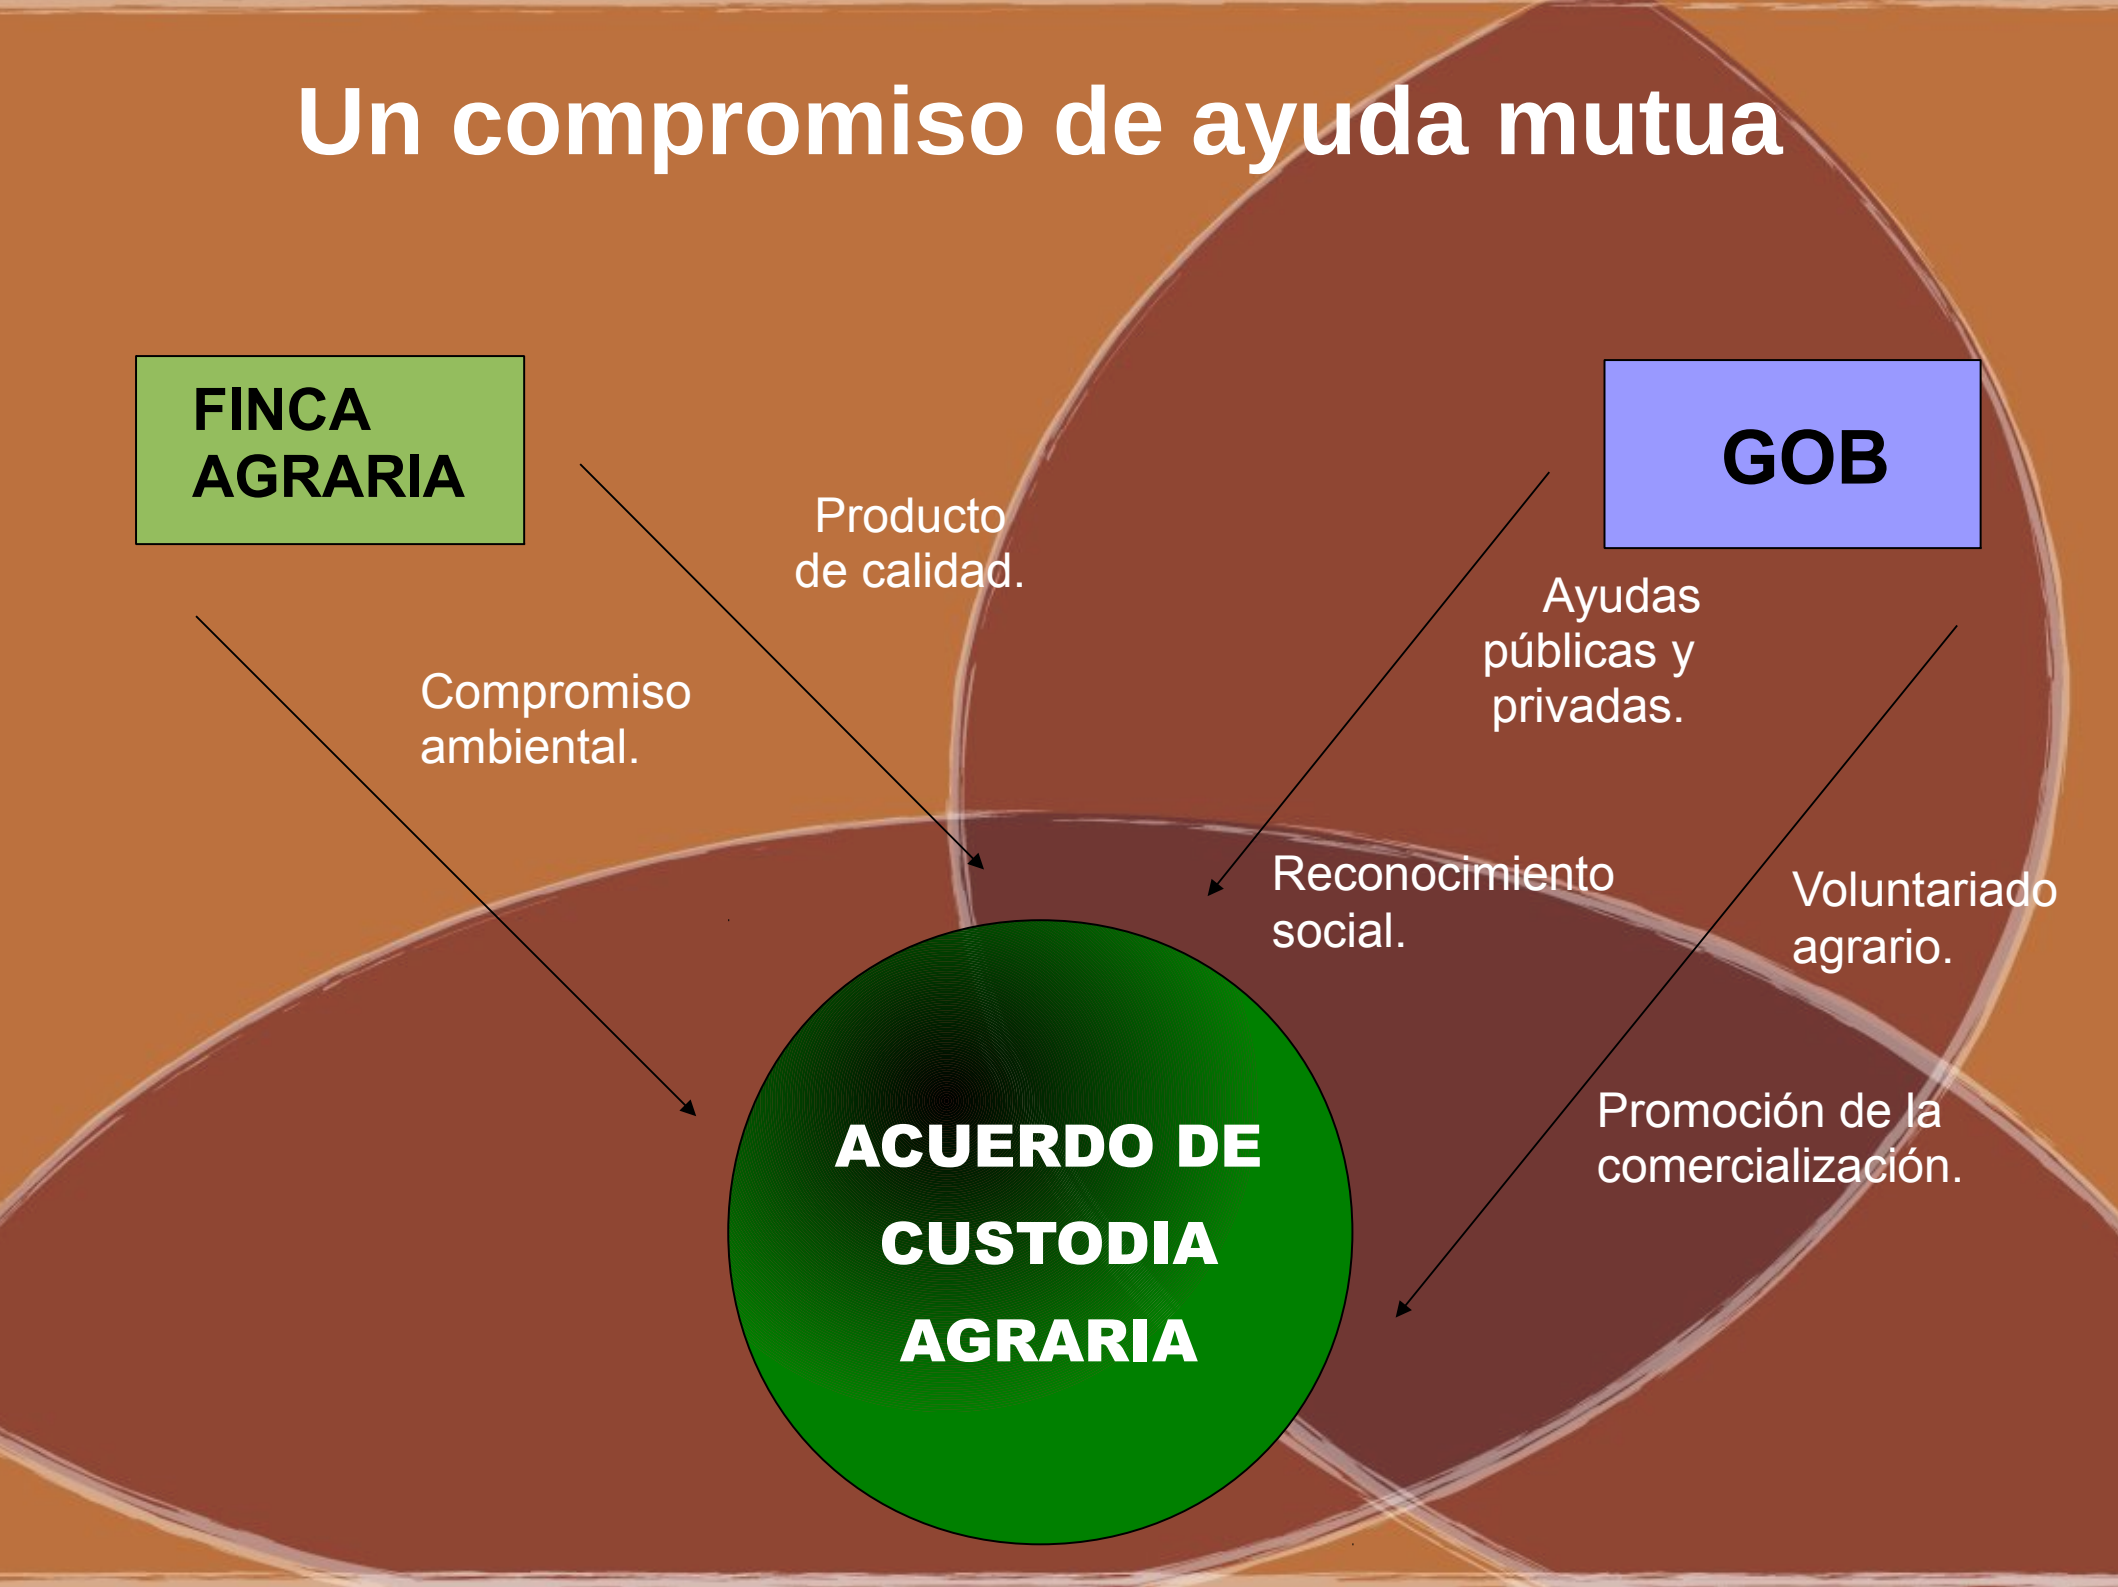 Un compromiso de ayuda mutua
FINCA
AGRARIA
GOB
Producto
de calidad.
Ayudas
públicas y
privadas.
Compromiso
ambiental.
Reconocimiento
social.
Voluntariado
agrario.
Promoción de la
comercialización.
ACUERDO DE
CUSTODIA
AGRARIA